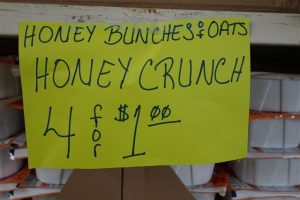 HONEY BUNCHES OF OATS
HONEY CRUNCH
4 for $1.00